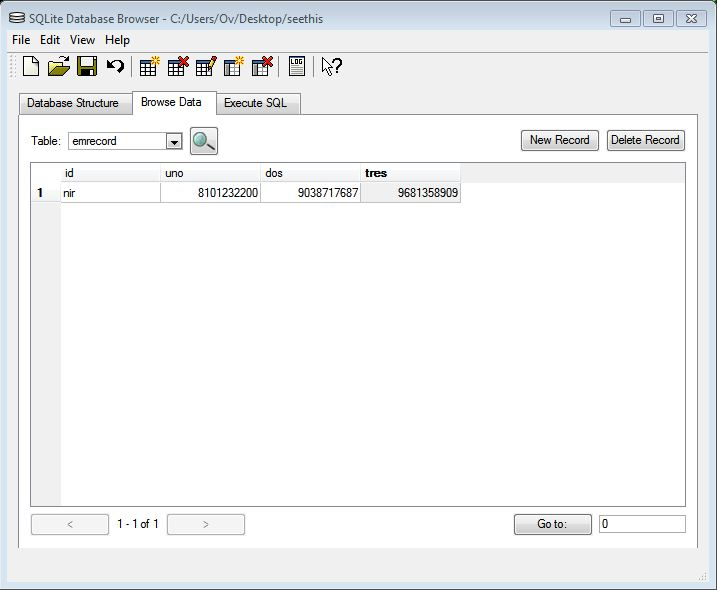 SQLite Database Browser - C:/Users/Ov/Desktop/seethis
File Edit View Help
LOG
Database Structure Browse Data Execute SQL
Table: emrecord New Record Delete Record
id uno dos tres
1 nir 8101232200 9038717687 9681358909
< 1 - 1 of 1 > Go to: 0